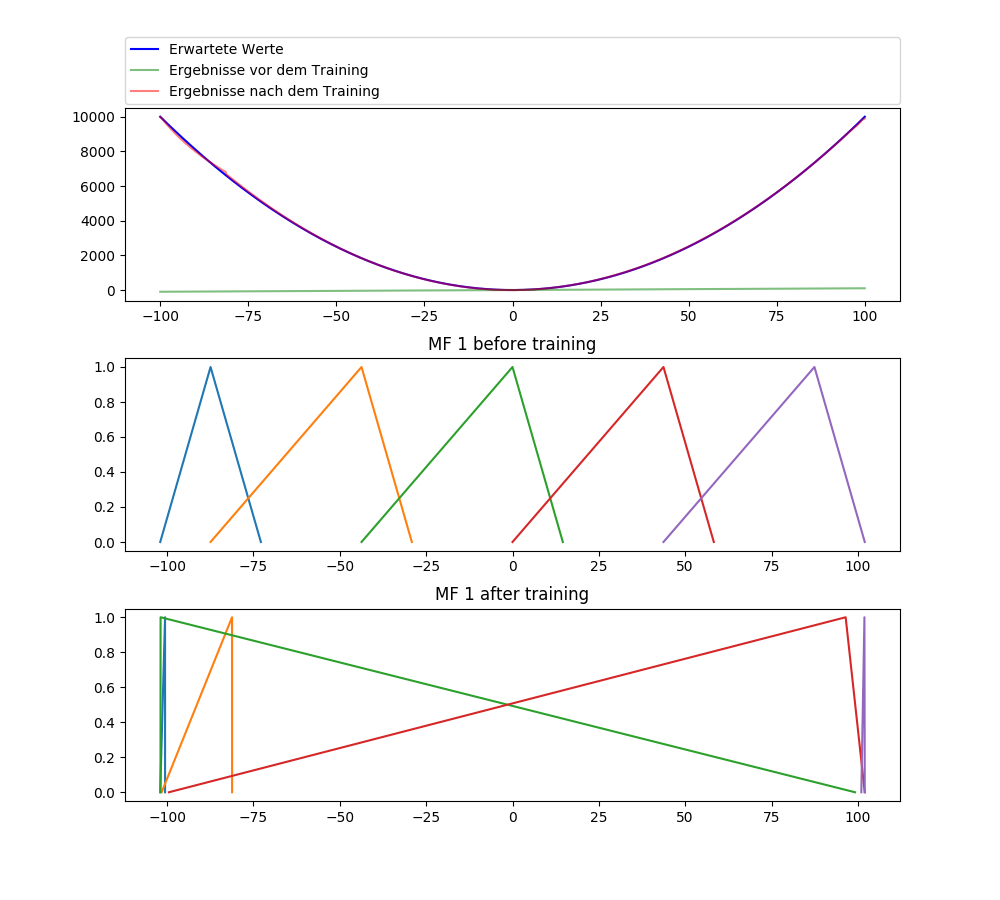 Erwartete Werte
Ergebnisse vor dem Training
Ergebnisse nach dem Training
10000
8000
6000
4000
2000
0
−100 −75 −50 −25 0 25 50 75 100
MF 1 before training
1.0
0.8
0.6
0.4
0.2
0.0
−100 −75 −50 −25 0 25 50 75 100
MF 1 after training
1.0
0.8
0.6
0.4
0.2
0.0
−100 −75 −50 −25 0 25 50 75 100